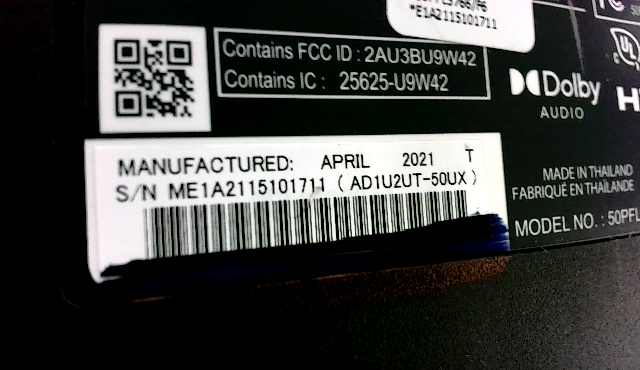 *E1A2115101711
Contains FCC ID : 2AU3BU9W42
Contains IC : 25625-U9W42
Dolby
AUDIO
MANUFACTURED: APRIL 2021 T
S/N ME1A2115101711 ( AD1U2UT-50UX )
MADE IN THAILAND
FABRIQUÉ EN THAÏLANDE
MODEL NO. : 50PFL